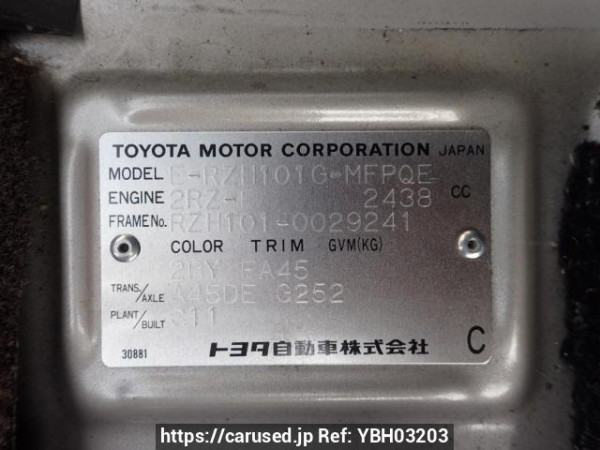 TOYOTA MOTOR CORPORATION JAPAN
MODEL E-RZH101G-MFPQE
ENGINE 2RZ- 2438 CC
FRAME No. RZH101-0029241
COLOR TRIM GVM(KG)
2RY FA45
TRANS/AXLE A45DE G252
PLANT/BUILT
30881 トヨタ自動車株式会社 C
https://carused.jp Ref: YBH03203